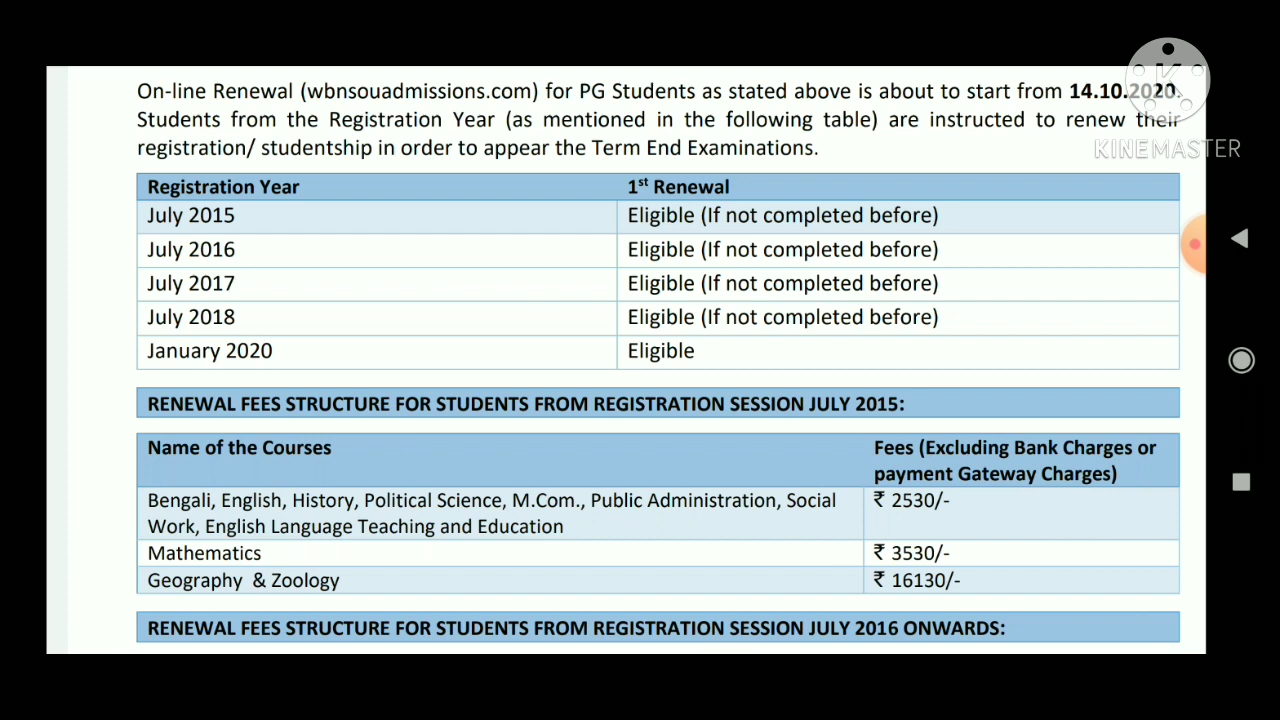 On-line Renewal (wbnsouadmissions.com) for PG Students as stated above is about to start from 14.10.2020.
Students from the Registration Year (as mentioned in the following table) are instructed to renew their
registration/ studentship in order to appear the Term End Examinations.
KINEMASTER
Registration Year 1st Renewal
July 2015 Eligible (If not completed before)
July 2016 Eligible (If not completed before)
July 2017 Eligible (If not completed before)
July 2018 Eligible (If not completed before)
January 2020 Eligible
RENEWAL FEES STRUCTURE FOR STUDENTS FROM REGISTRATION SESSION JULY 2015:
Name of the Courses Fees (Excluding Bank Charges or
payment Gateway Charges)
Bengali, English, History, Political Science, M.Com., Public Administration, Social ₹ 2530/-
Work, English Language Teaching and Education
Mathematics ₹ 3530/-
Geography & Zoology ₹ 16130/-
RENEWAL FEES STRUCTURE FOR STUDENTS FROM REGISTRATION SESSION JULY 2016 ONWARDS: